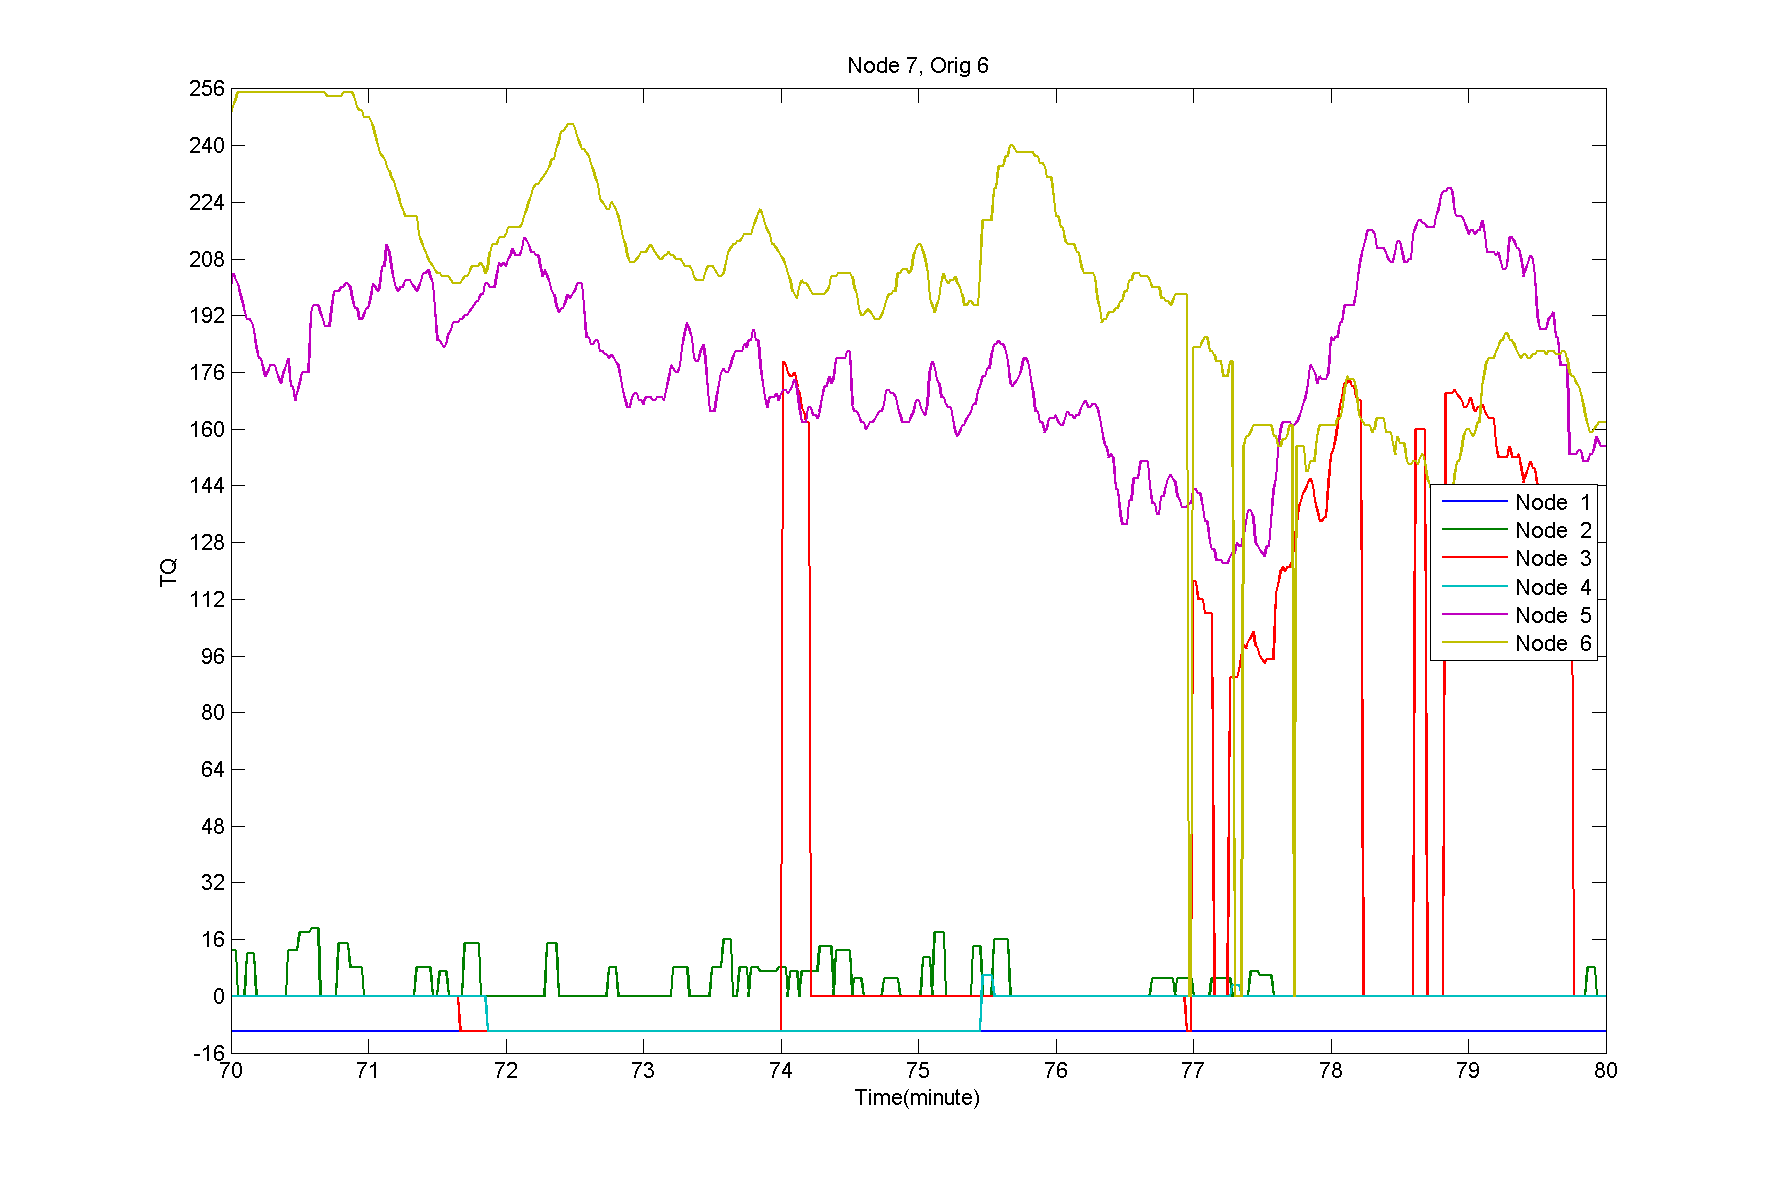 Node 7, Orig 6
256
240
224
208
192
176
160
144
128
112
96
80
64
48
32
16
0
-16
TQ
Node 1
Node 2
Node 3
Node 4
Node 5
Node 6
70 71 72 73 74 75 76 77 78 79 80
Time(minute)